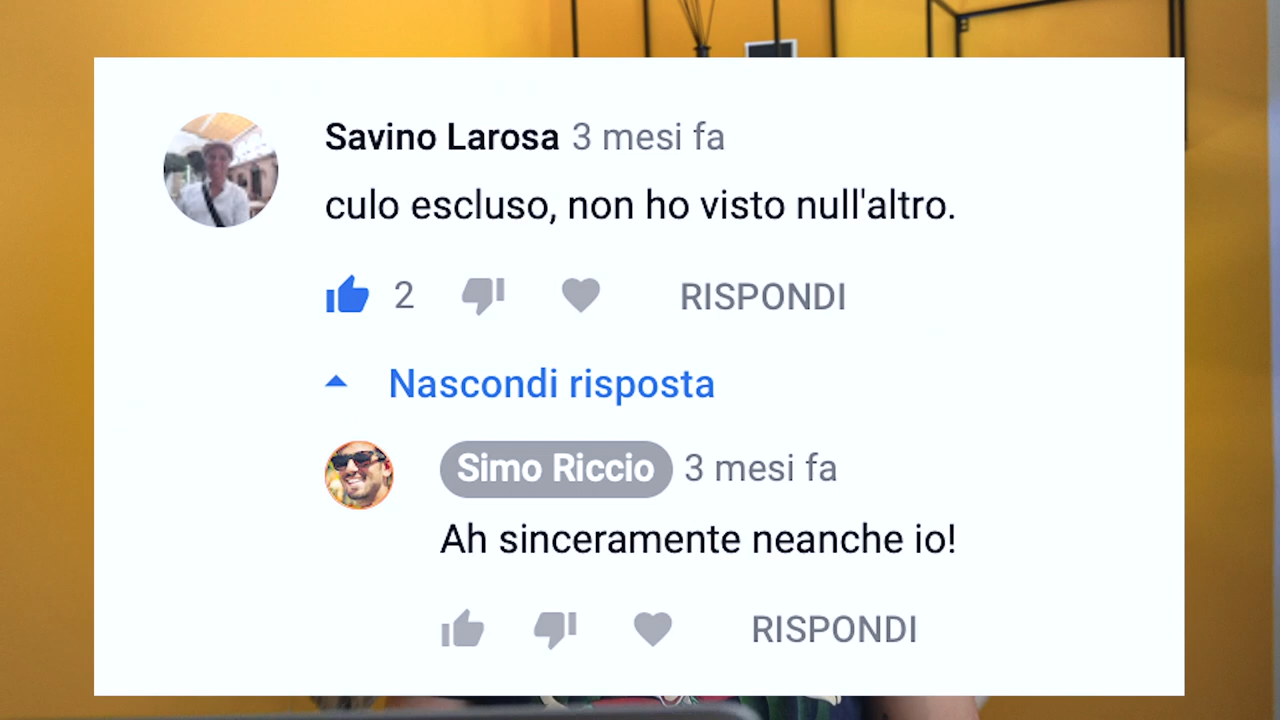 Savino Larosa 3 mesi fa
culo escluso, non ho visto null'altro.
2 RISPONDI
Nascondi risposta
Simo Riccio 3 mesi fa
Ah sinceramente neanche io!
RISPONDI